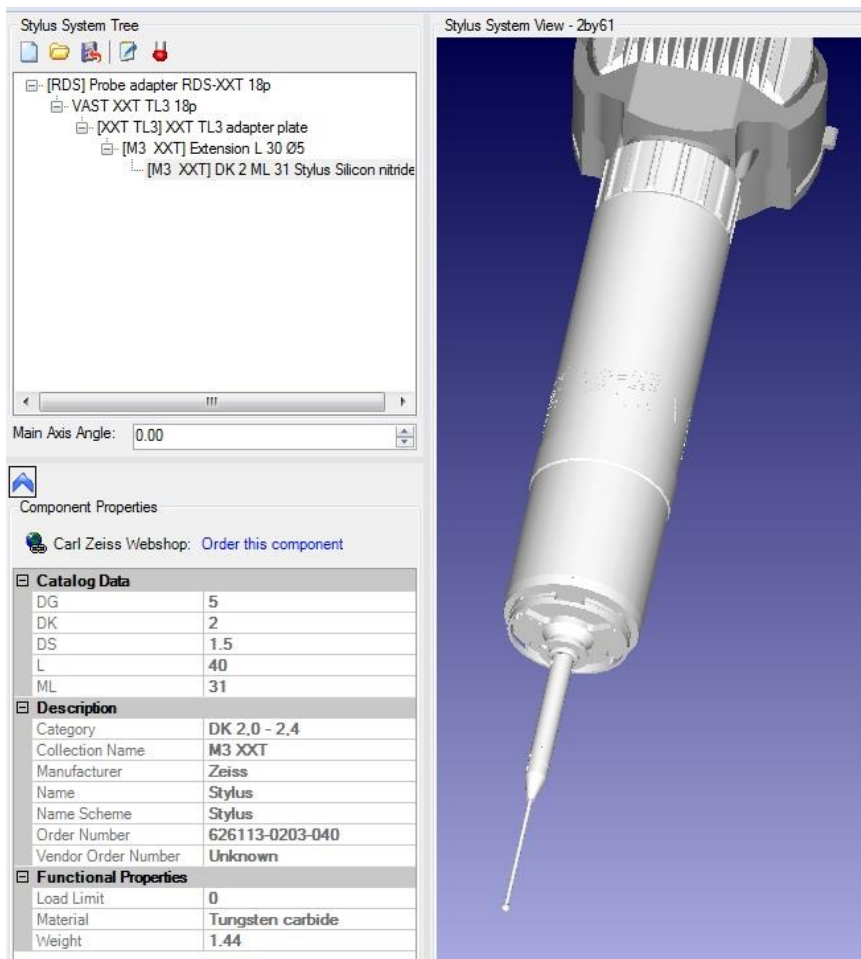 Stylus System Tree
[RDS] Probe adapter RDS-XXT 18p
VAST XXT TL3 18p
[XXT TL3] XXT TL3 adapter plate
[M3 XXT] Extension L 30 Ø5
[M3 XXT] DK 2 ML 31 Stylus Silicon nitride
Main Axis Angle: 0.00
Component Properties
Carl Zeiss Webshop: Order this component
Catalog Data
DG 5
DK 2
DS 1.5
L 40
ML 31
Description
Category DK 2,0 - 2,4
Collection Name M3 XXT
Manufacturer Zeiss
Name Stylus
Name Scheme Stylus
Order Number 626113-0203-040
Vendor Order Number Unknown
Functional Properties
Load Limit 0
Material Tungsten carbide
Weight 1.44
Stylus System View - 2by61